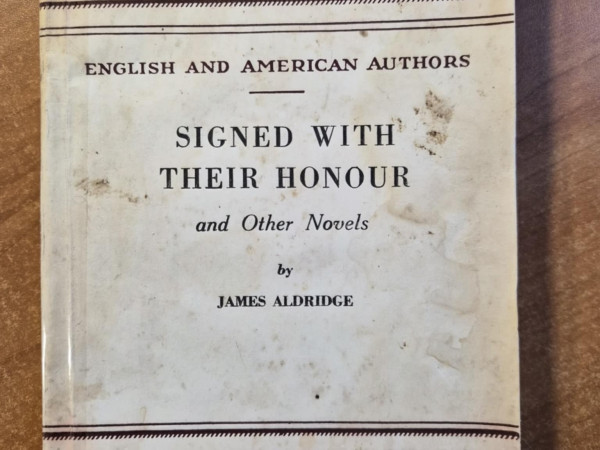 ENGLISH AND AMERICAN AUTHORS
SIGNED WITH
THEIR HONOUR
and Other Novels
by
JAMES ALDRIDGE